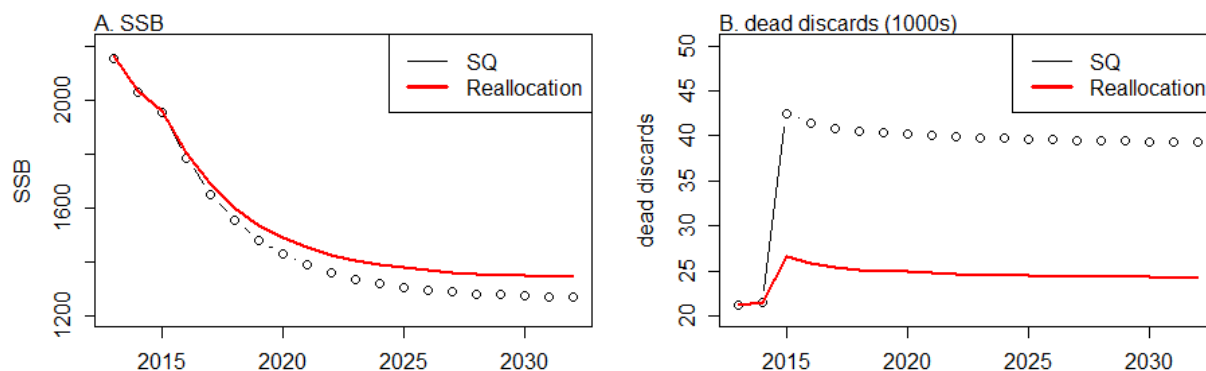 A. SSB
SQ
Reallocation
SSB
1200
1600
2000
2015
2020
2025
2030
B. dead discards (1000s)
SQ
Reallocation
dead discards
20
25
30
35
40
45
50
2015
2020
2025
2030